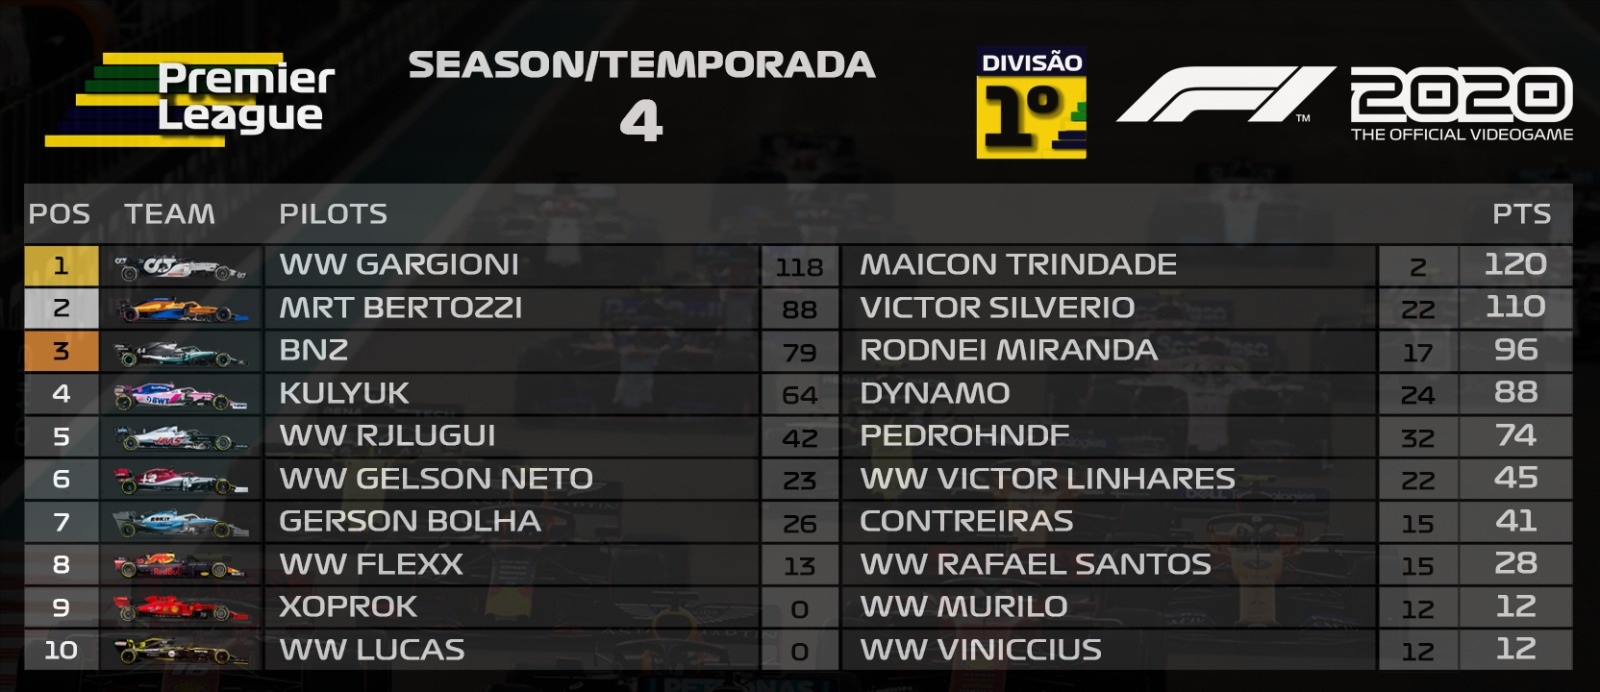 Premier
League
SEASON/TEMPORADA
4
DIVISÃO
1º
F1 TM
2020
THE OFFICIAL VIDEOGAME
POS TEAM PILOTS PTS
1 WW GARGIONI 118 MAICON TRINDADE 2 120
2 MRT BERTOZZI 88 VICTOR SILVERIO 22 110
3 BNZ 79 RODNEI MIRANDA 17 96
4 KULYUK 64 DYNAMO 24 88
5 WW RJLUGUI 42 PEDROHNDF 32 74
6 WW GELSON NETO 23 WW VICTOR LINHARES 22 45
7 GERSON BOLHA 26 CONTREIRAS 15 41
8 WW FLEXX 13 WW RAFAEL SANTOS 15 28
9 XOPROK 0 WW MURILO 12 12
10 WW LUCAS 0 WW VINICCIUS 12 12